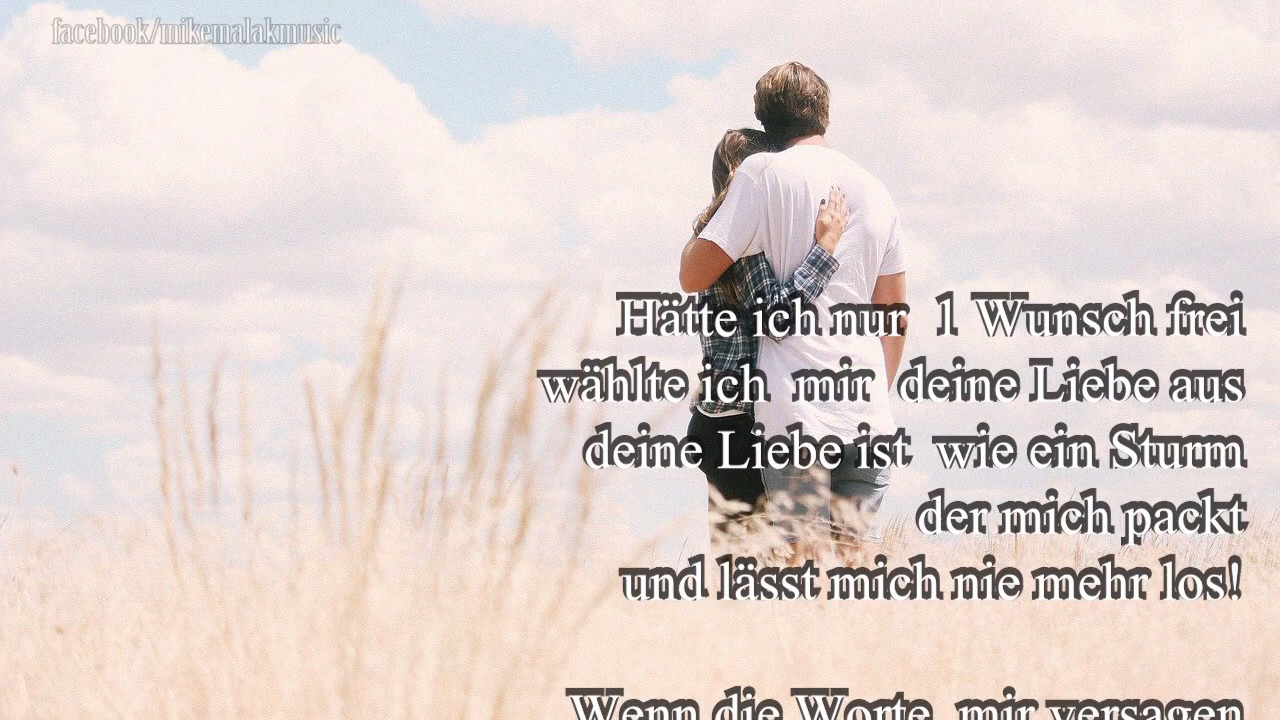 facebook/mikemalakmusic
Hätte ich nur 1 Wunsch frei
wählte ich mir deine Liebe aus
deine Liebe ist wie ein Sturm
der mich packt
und lässt mich nie mehr los!
Wenn die Worte mir versagen